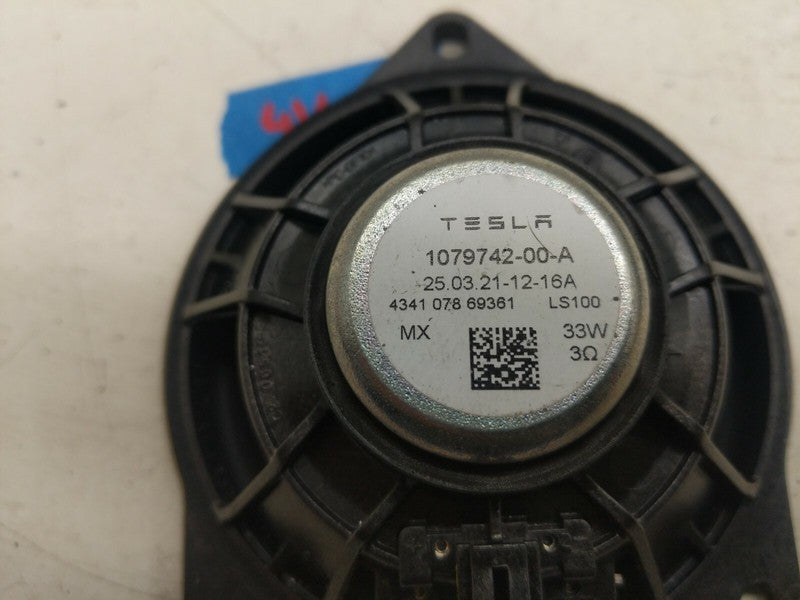 TESLA
1079742-00-A
25.03.21-12-16A
4341 078 69361 LS100
MX 33W
3Ω